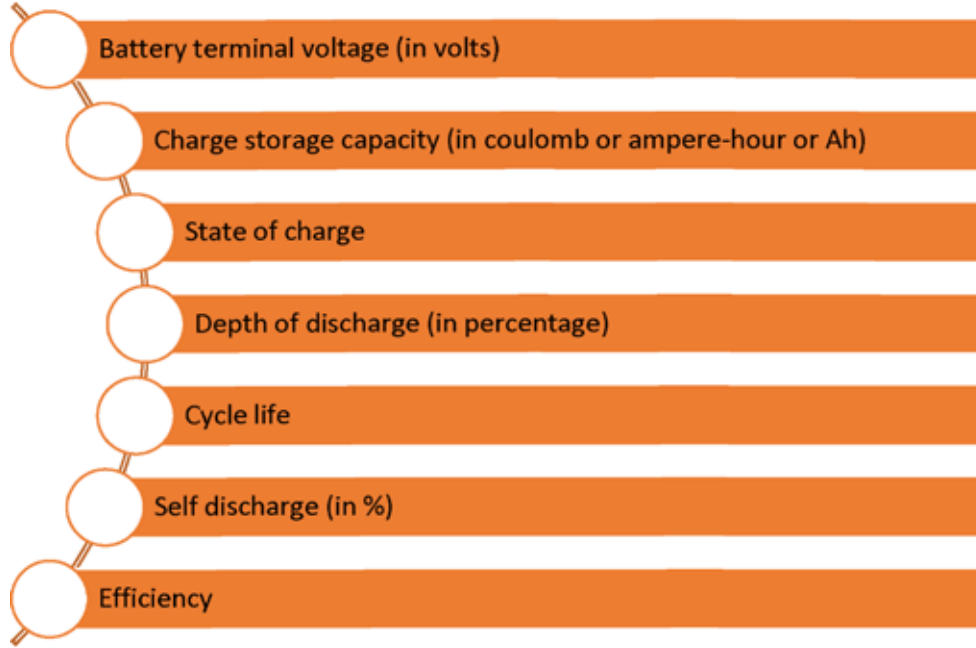 Battery terminal voltage (in volts)
Charge storage capacity (in coulomb or ampere-hour or Ah)
State of charge
Depth of discharge (in percentage)
Cycle life
Self discharge (in %)
Efficiency